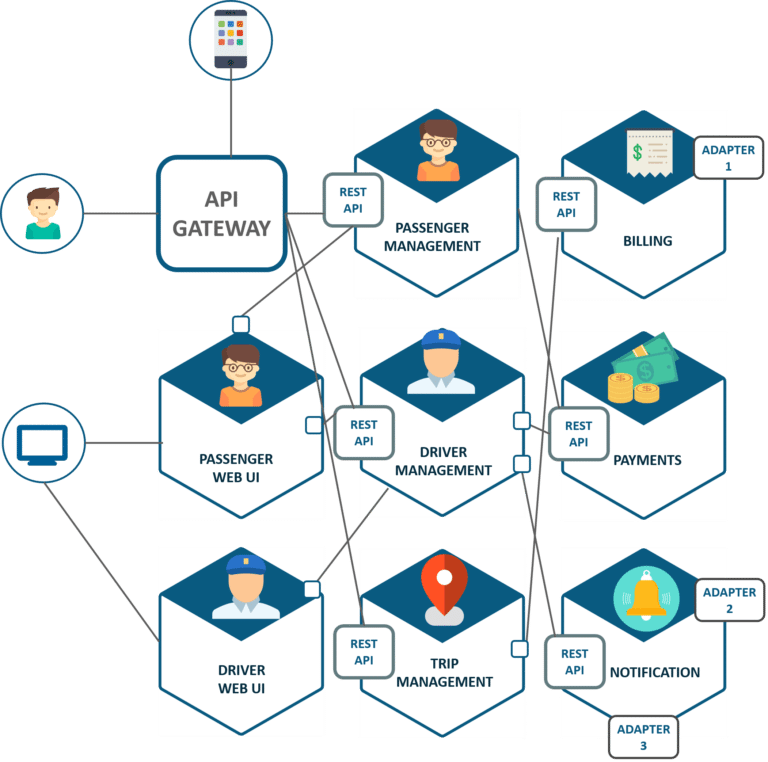 API
GATEWAY
REST
API
PASSENGER
MANAGEMENT
REST
API
BILLING
ADAPTER
1
PASSENGER
WEB UI
REST
API
DRIVER
MANAGEMENT
REST
API
PAYMENTS
DRIVER
WEB UI
REST
API
TRIP
MANAGEMENT
REST
API
NOTIFICATION
ADAPTER
2
ADAPTER
3